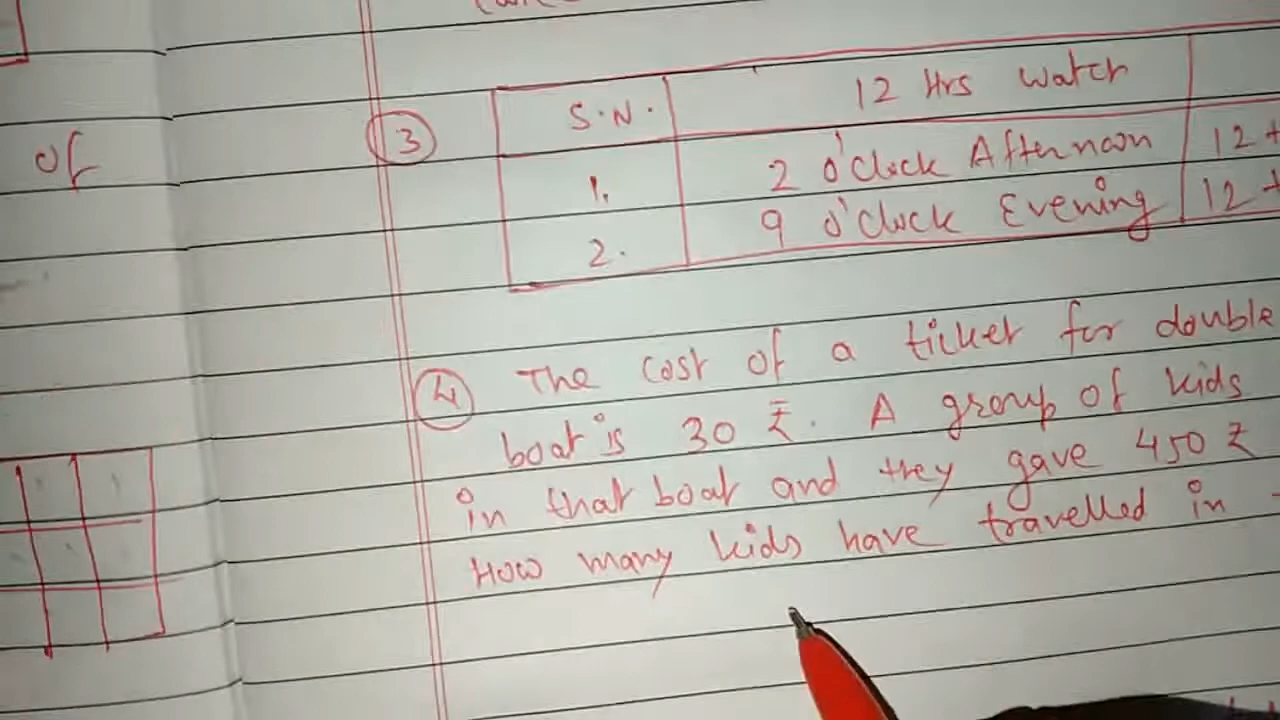 of
3
S.N. 12 Hrs watch
1. 2 o'clock Afternoon 12 +
2. 9 o'clock Evening 12 +
4 The cost of a ticket for double
boat is 30 ₹. A group of kids
in that boat and they gave 450 ₹
How many kids have travelled in